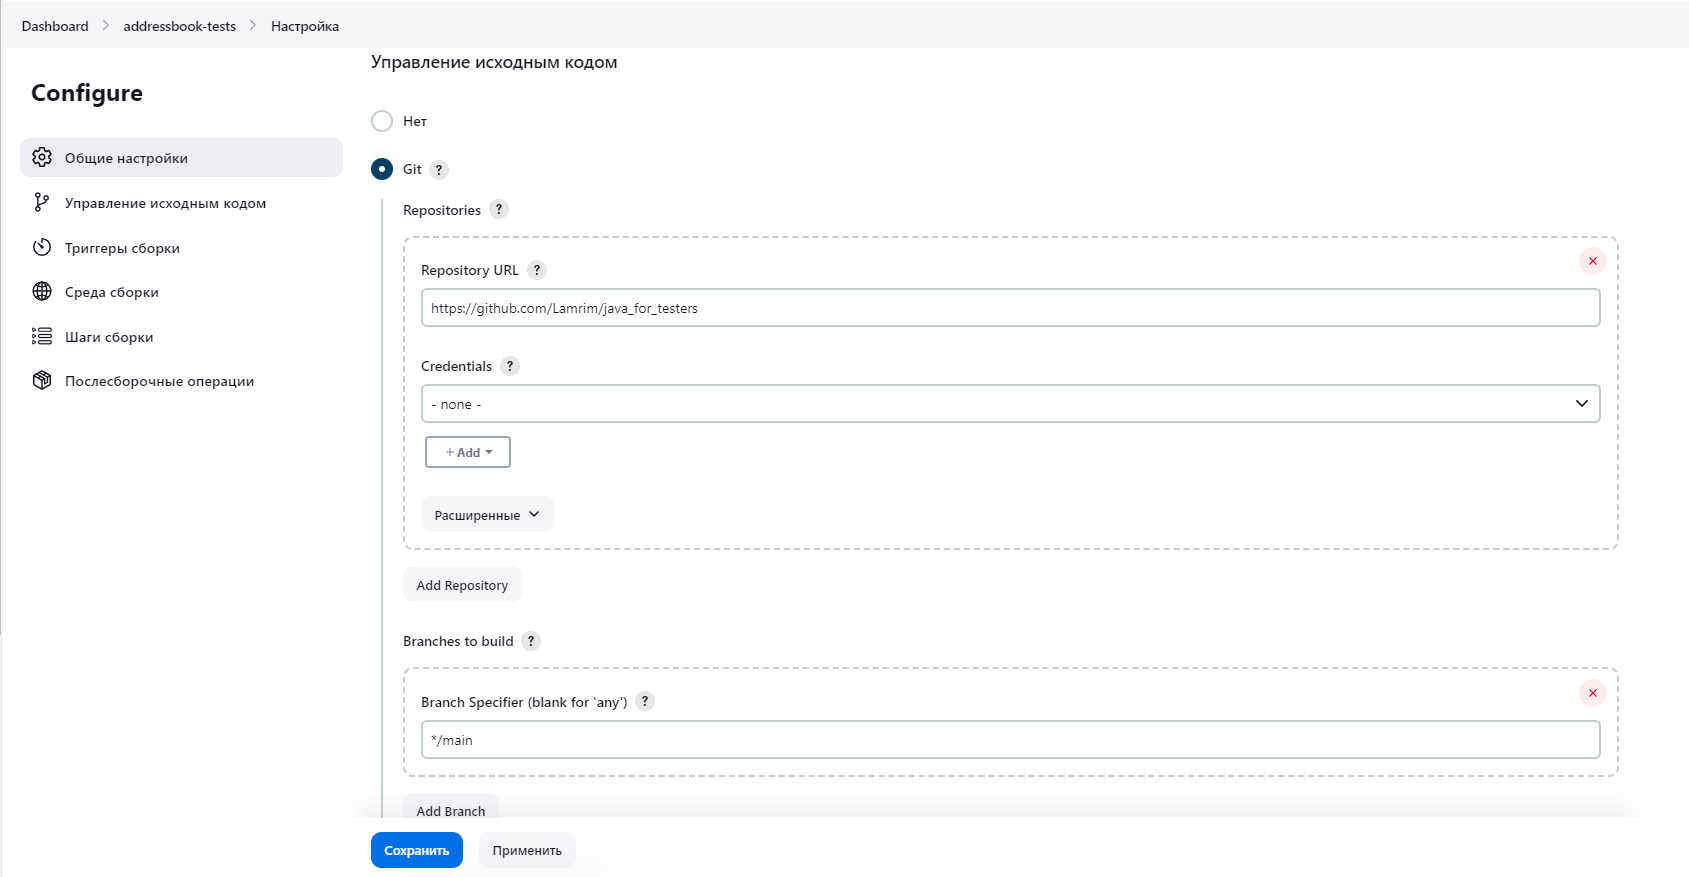 Dashboard > addressbook-tests > Настройка
Configure
Общие настройки
Управление исходным кодом
Триггеры сборки
Среда сборки
Шаги сборки
Послесборочные операции
Управление исходным кодом
Нет
Git ?
Repositories ?
Repository URL ?
https://github.com/Lamrim/java_for_testers
Credentials ?
- none -
+ Add
Расширенные
Add Repository
Branches to build ?
Branch Specifier (blank for 'any') ?
*/main
Add Branch
Сохранить
Применить